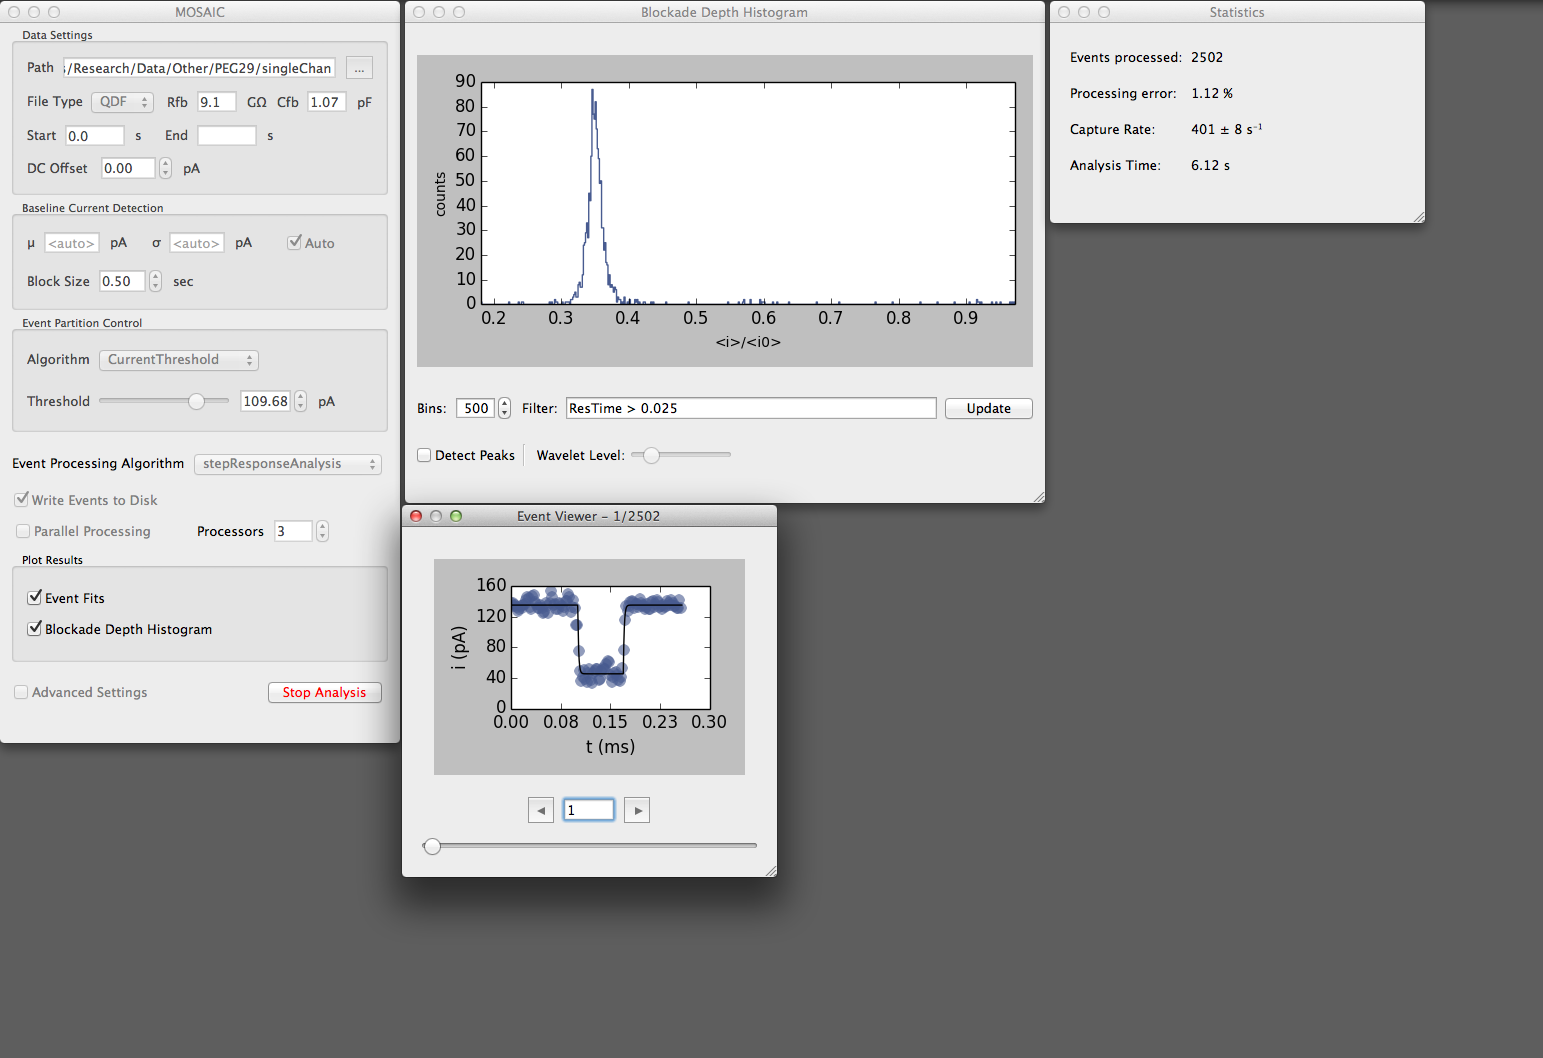 MOSAIC
Data Settings
Path :/Research/Data/Other/PEG29/singleChan ...
File Type QDF Rfb 9.1 GΩ Cfb 1.07 pF
Start 0.0 s End s
DC Offset 0.00 pA
Baseline Current Detection
μ <auto> pA σ <auto> pA Auto
Block Size 0.50 sec
Event Partition Control
Algorithm CurrentThreshold
Threshold 109.68 pA
Event Processing Algorithm stepResponseAnalysis
Write Events to Disk
Parallel Processing Processors 3
Plot Results
Event Fits
Blockade Depth Histogram
Advanced Settings Stop Analysis
Blockade Depth Histogram
90
80
70
60
50
40
30
20
10
0
counts
0.2 0.3 0.4 0.5 0.6 0.7 0.8 0.9
<i>/<i0>
Bins: 500 Filter: ResTime > 0.025 Update
Detect Peaks Wavelet Level:
Event Viewer – 1/2502
160
120
80
40
0
i (pA)
0.00 0.08 0.15 0.23 0.30
t (ms)
1
Statistics
Events processed: 2502
Processing error: 1.12 %
Capture Rate: 401 ± 8 s⁻¹
Analysis Time: 6.12 s